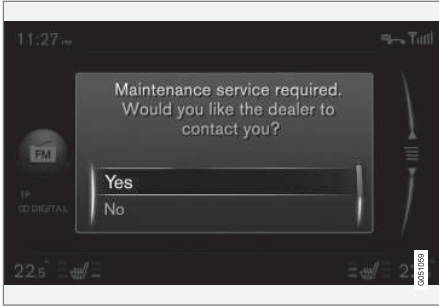 11:27 PM
Maintenance service required.
Would you like the dealer to
contact you?
FM
Yes
No
TP
DIGITAL
22.5°
G051059